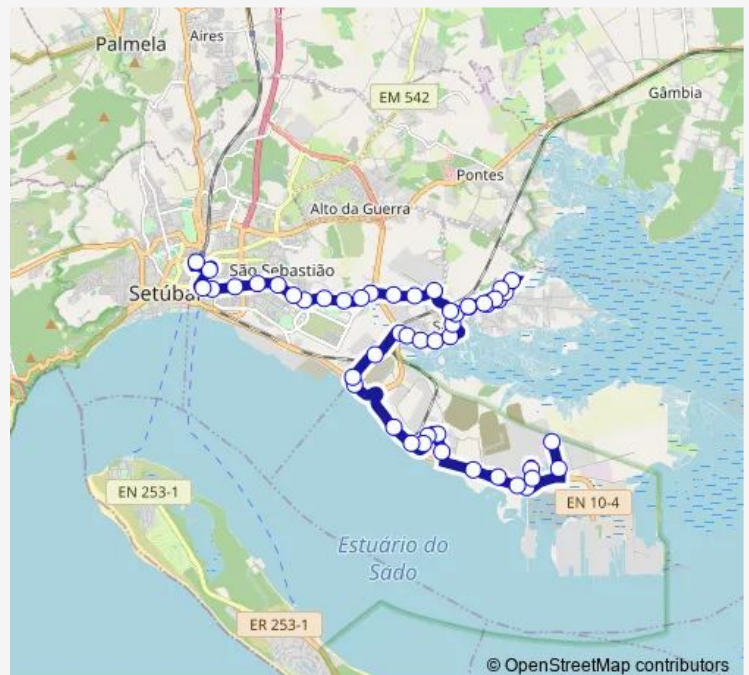 Palmela
Aires
EM 542
Gâmbia
Pontes
Alto da Guerra
São Sebastião
Setúbal
EN 253-1
EN 10-4
Estuário do
Sado
ER 253-1
© OpenStreetMap contributors